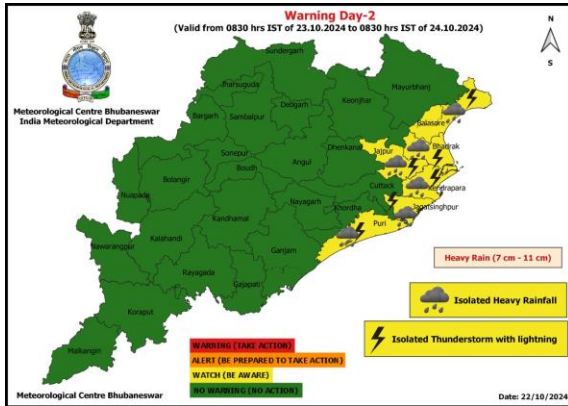 Warning Day-2
(Valid from 0830 hrs IST of 23.10.2024 to 0830 hrs IST of 24.10.2024)
N
S
Meteorological Centre Bhubaneswar
India Meteorological Department
Sundergarh
Jharsuguda
Mayurbhanj
Keonjhar
Bargarh
Sambalpur
Debgarh
Balasore
Sonepur
Dhenkanal
Jajpur
Bhadrak
Angul
Bolangir
Boudh
Cuttack
Kendrapara
Nuapada
Nayagarh
Khordha
Jagatsinghpur
Kandhamal
Puri
Kalahandi
Nawarangpur
Ganjam
Rayagada
Gajapati
Koraput
Malkangiri
Heavy Rain (7 cm - 11 cm)
Isolated Heavy Rainfall
Isolated Thunderstorm with lightning
WARNING (TAKE ACTION)
ALERT (BE PREPARED TO TAKE ACTION)
WATCH (BE AWARE)
NO WARNING (NO ACTION)
Meteorological Centre Bhubaneswar
Date: 22/10/2024